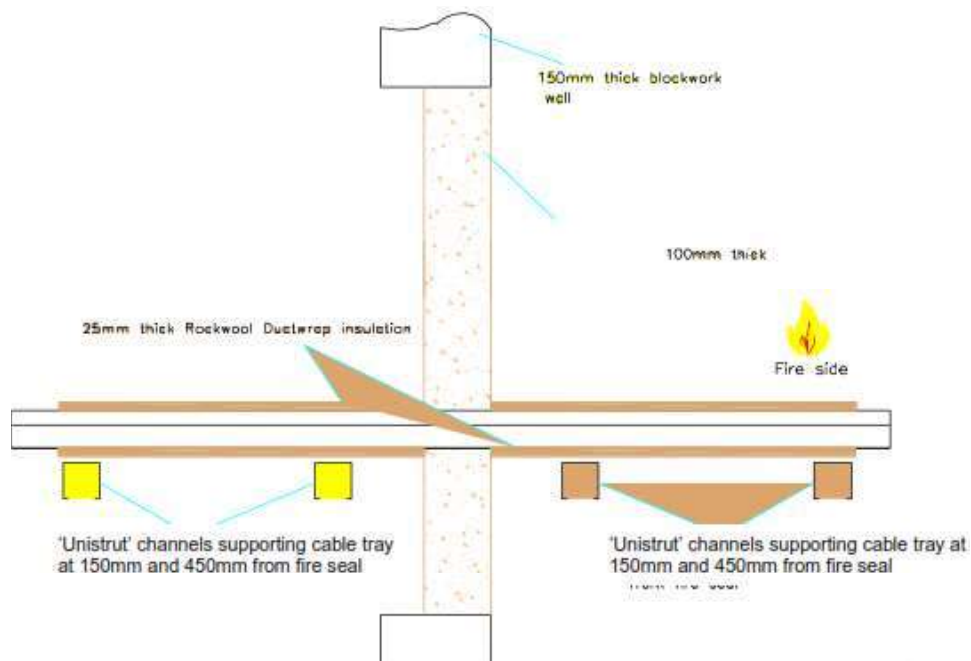 150mm thick blockwork
wall
100mm thick
25mm thick Rockwool Ductwrap insulation
Fire side
'Unistrut' channels supporting cable tray
at 150mm and 450mm from fire seal
'Unistrut' channels supporting cable tray at
150mm and 450mm from fire seal